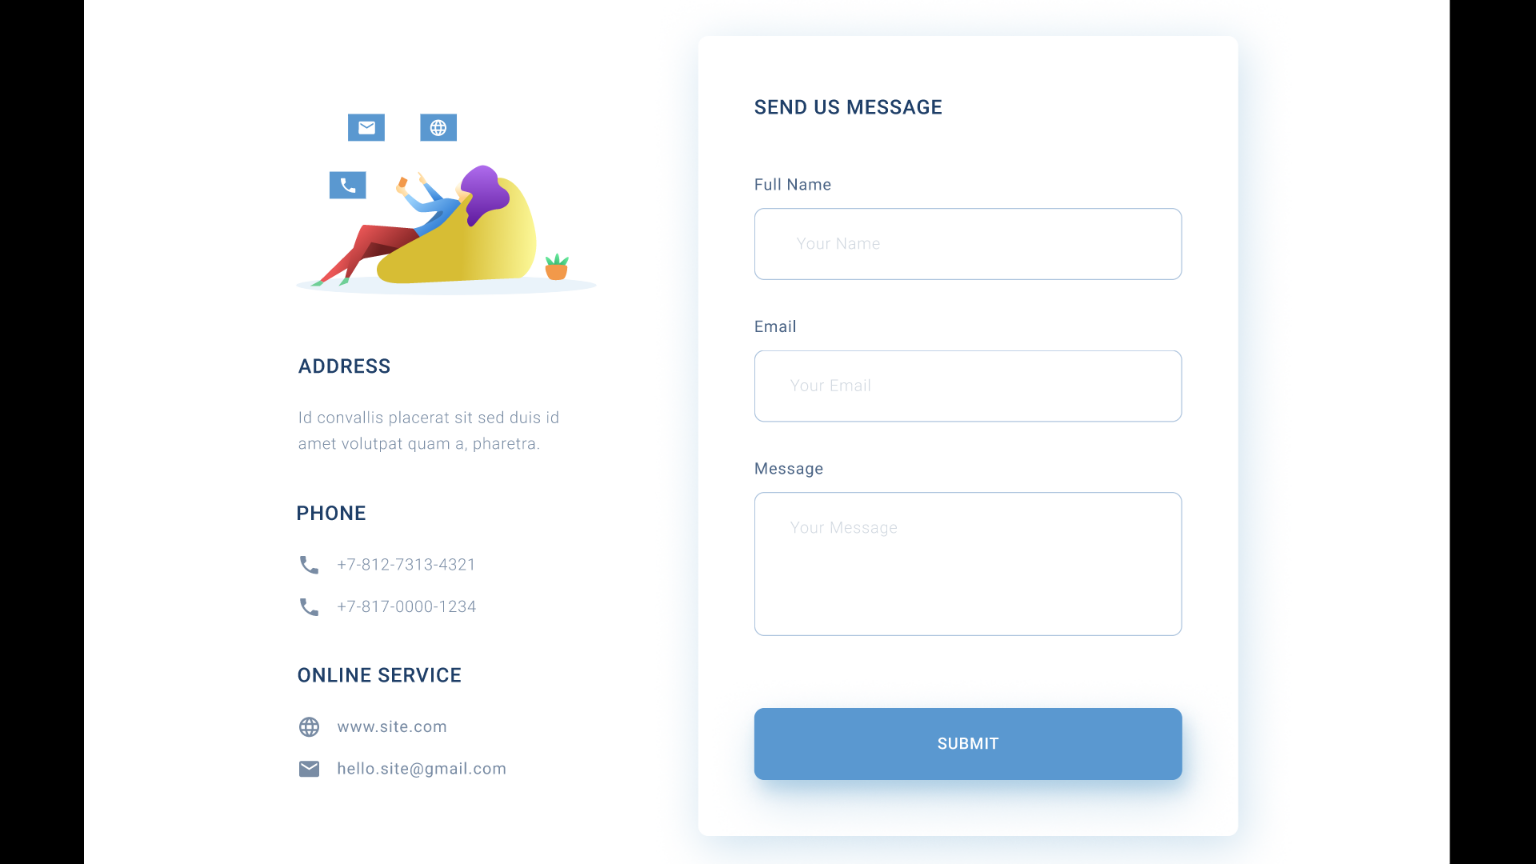 ADDRESS
Id convallis placerat sit sed duis id
amet volutpat quam a, pharetra.
PHONE
+7-812-7313-4321
+7-817-0000-1234
ONLINE SERVICE
www.site.com
hello.site@gmail.com
SEND US MESSAGE
Full Name
Your Name
Email
Your Email
Message
Your Message
SUBMIT